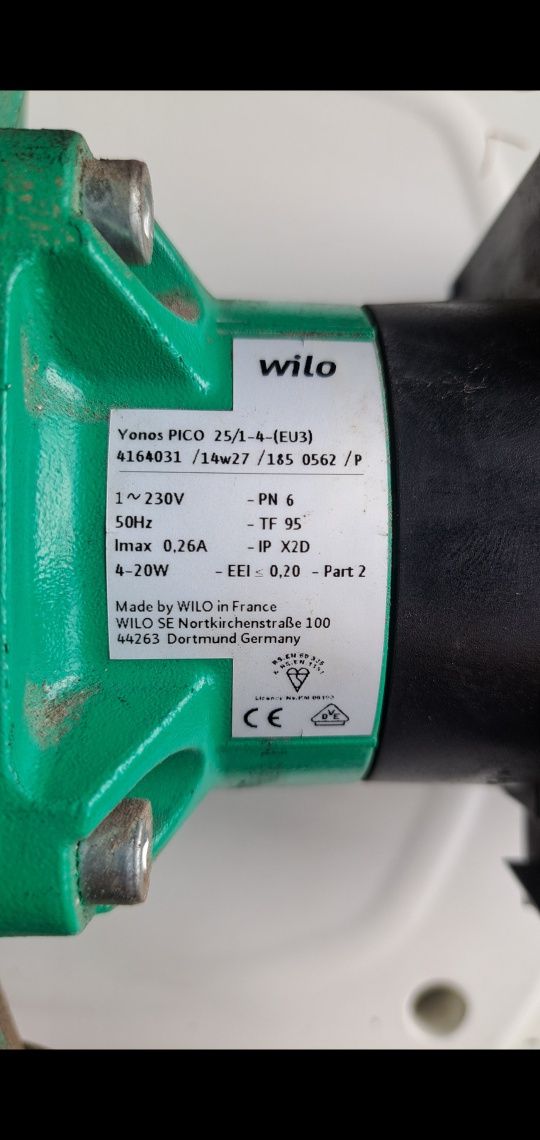 wilo
Yonos PICO 25/1-4-(EU3)
4164031 /14w27 /185 0562 /P
1~230V - PN 6
50Hz - TF 95
Imax 0,26A - IP X2D
4-20W - EEI ≤ 0,20 - Part 2
Made by WILO in France
WILO SE Nortkirchenstraße 100
44263 Dortmund Germany
CE DVE